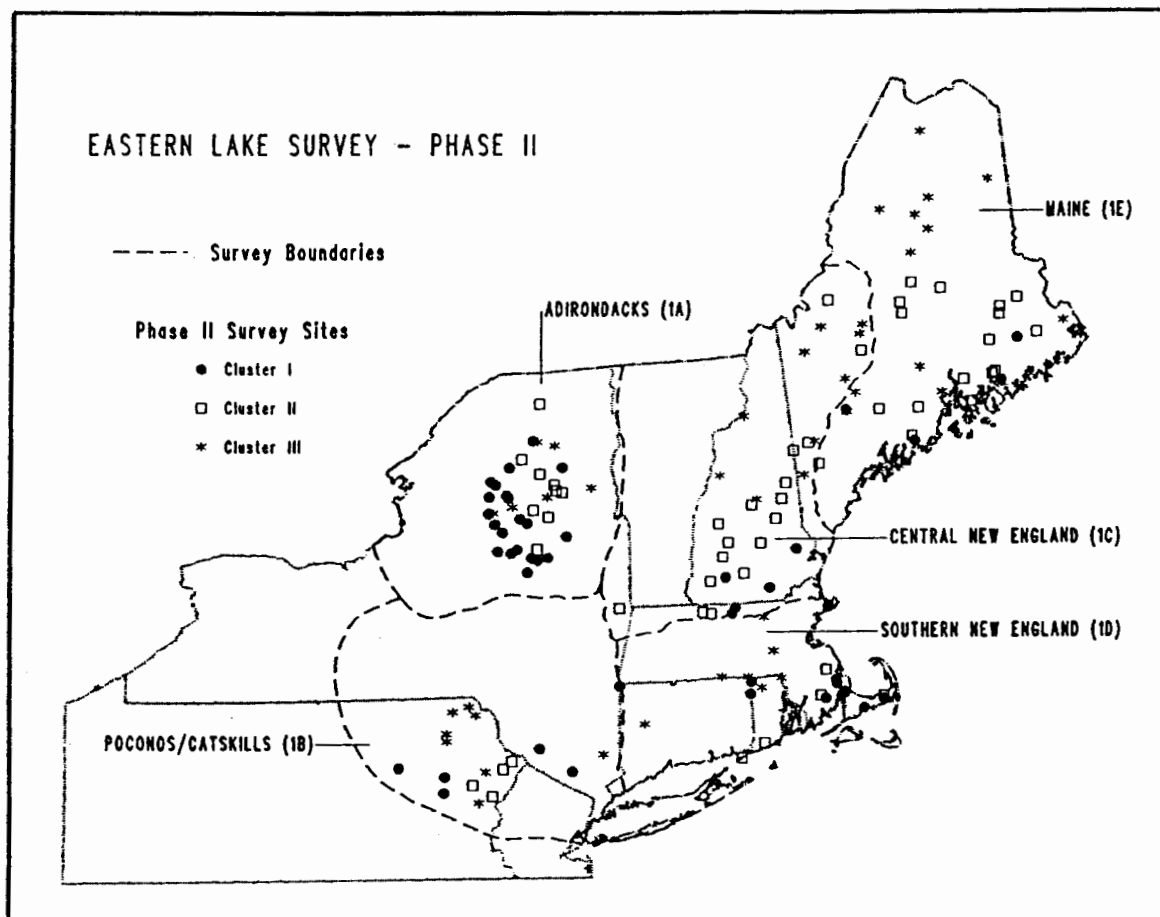 EASTERN LAKE SURVEY - PHASE II
Survey Boundaries
Phase II Survey Sites
Cluster I
Cluster II
Cluster III
MAINE (1E)
ADIRONDACKS (1A)
CENTRAL NEW ENGLAND (1C)
SOUTHERN NEW ENGLAND (1D)
POCONOS/CATSKILLS (1B)